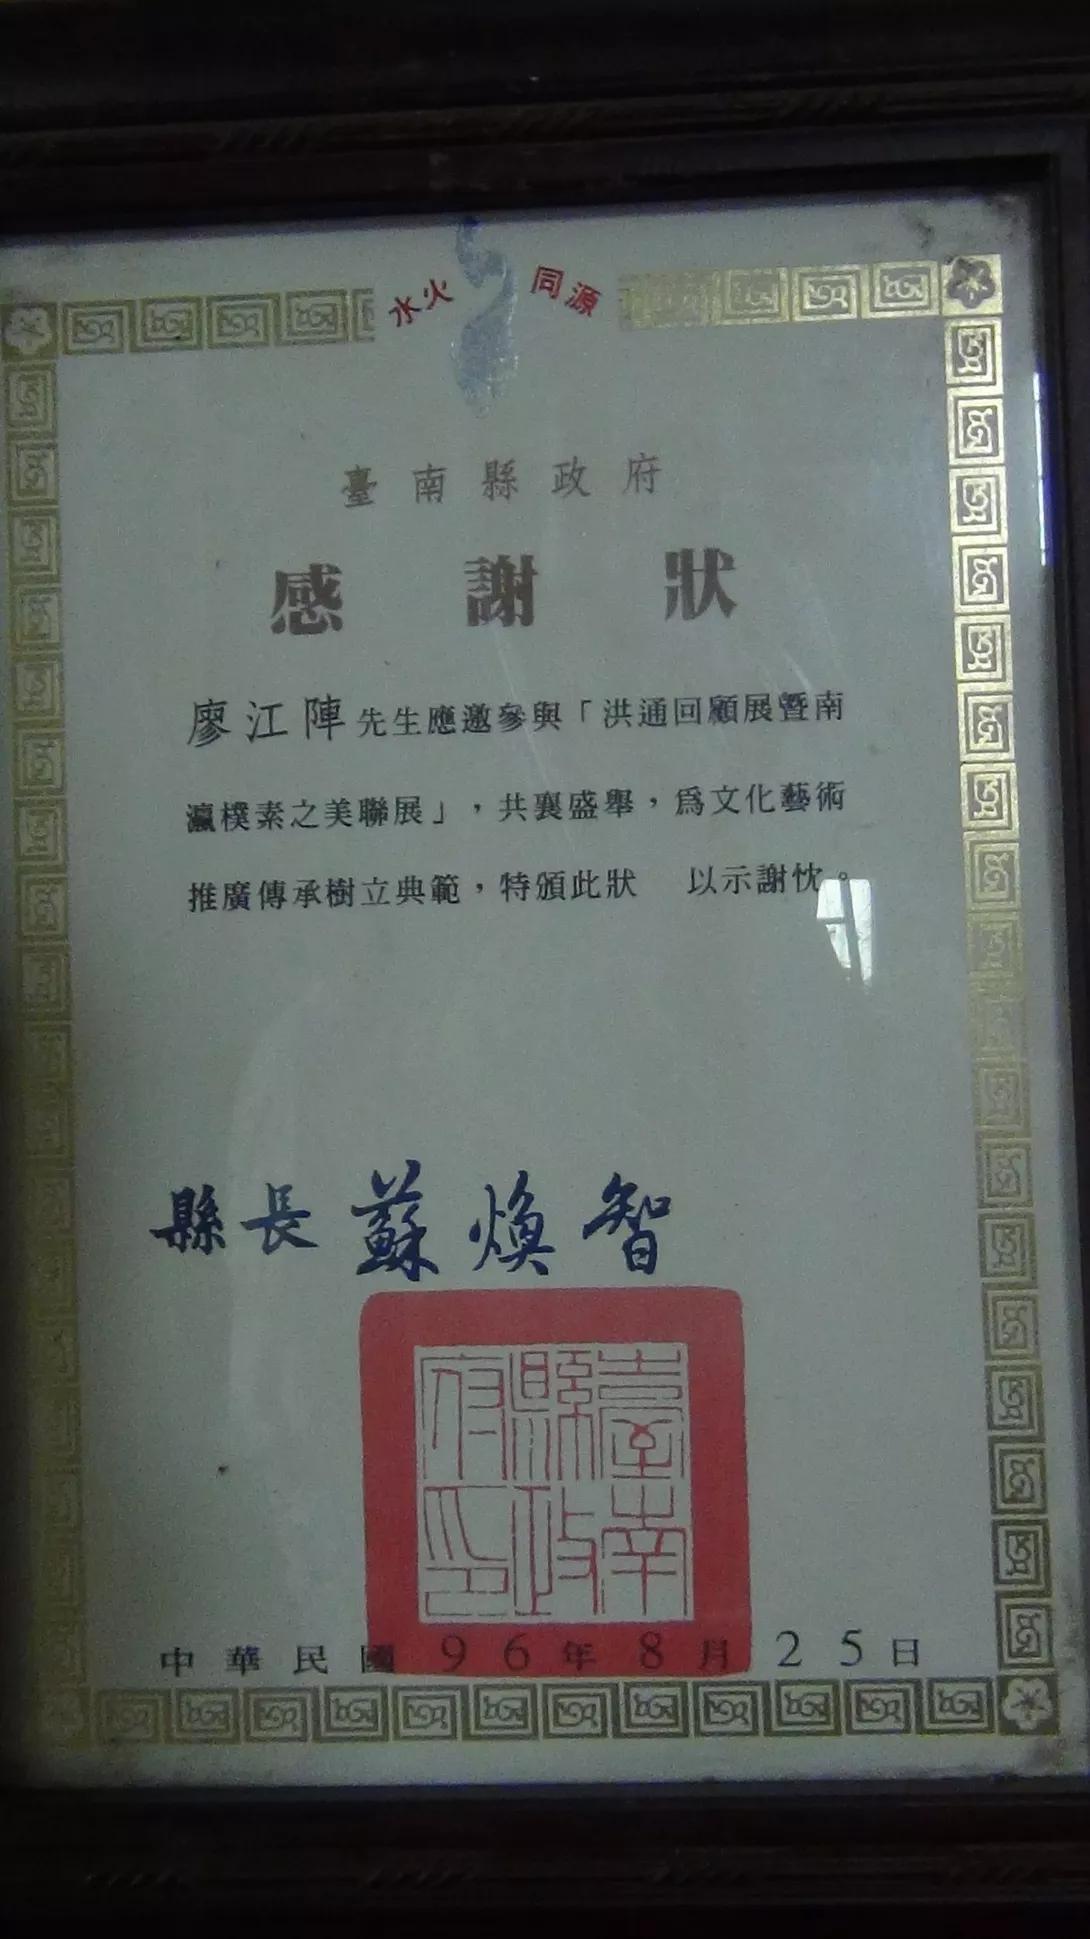 水火 同源
臺南縣政府
感謝狀
廖江陣先生應邀參與「洪通回顧展暨南
瀛樸素之美聯展」，共襄盛舉，為文化藝術
推廣傳承樹立典範，特頒此狀　以示謝忱。
縣長 蘇煥智
臺南縣政府印
中華民國96年8月25日